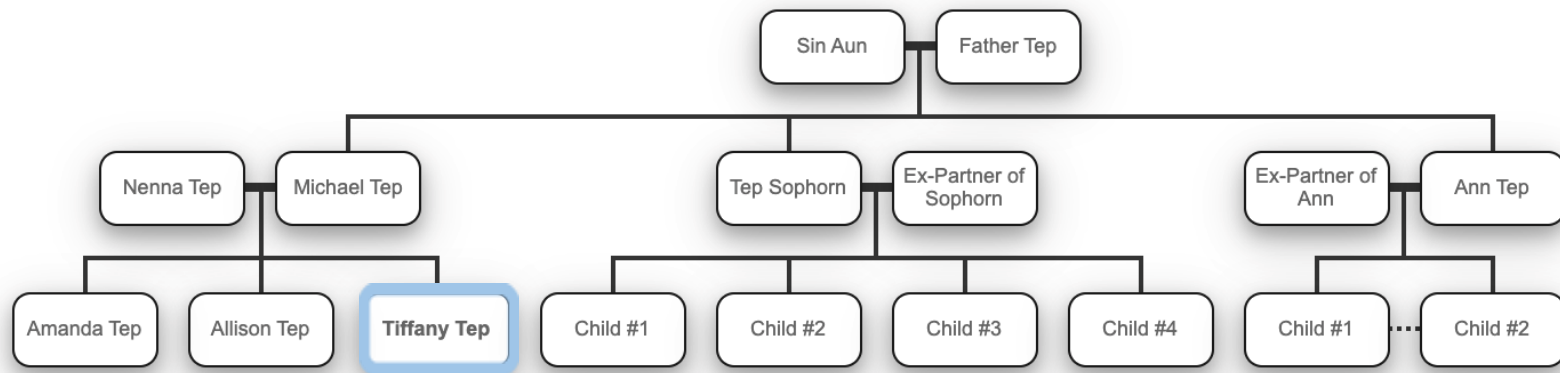 Sin Aun
Father Tep
Nenna Tep
Michael Tep
Tep Sophorn
Ex-Partner of
Sophorn
Ex-Partner of
Ann
Ann Tep
Amanda Tep
Allison Tep
Tiffany Tep
Child #1
Child #2
Child #3
Child #4
Child #1
Child #2